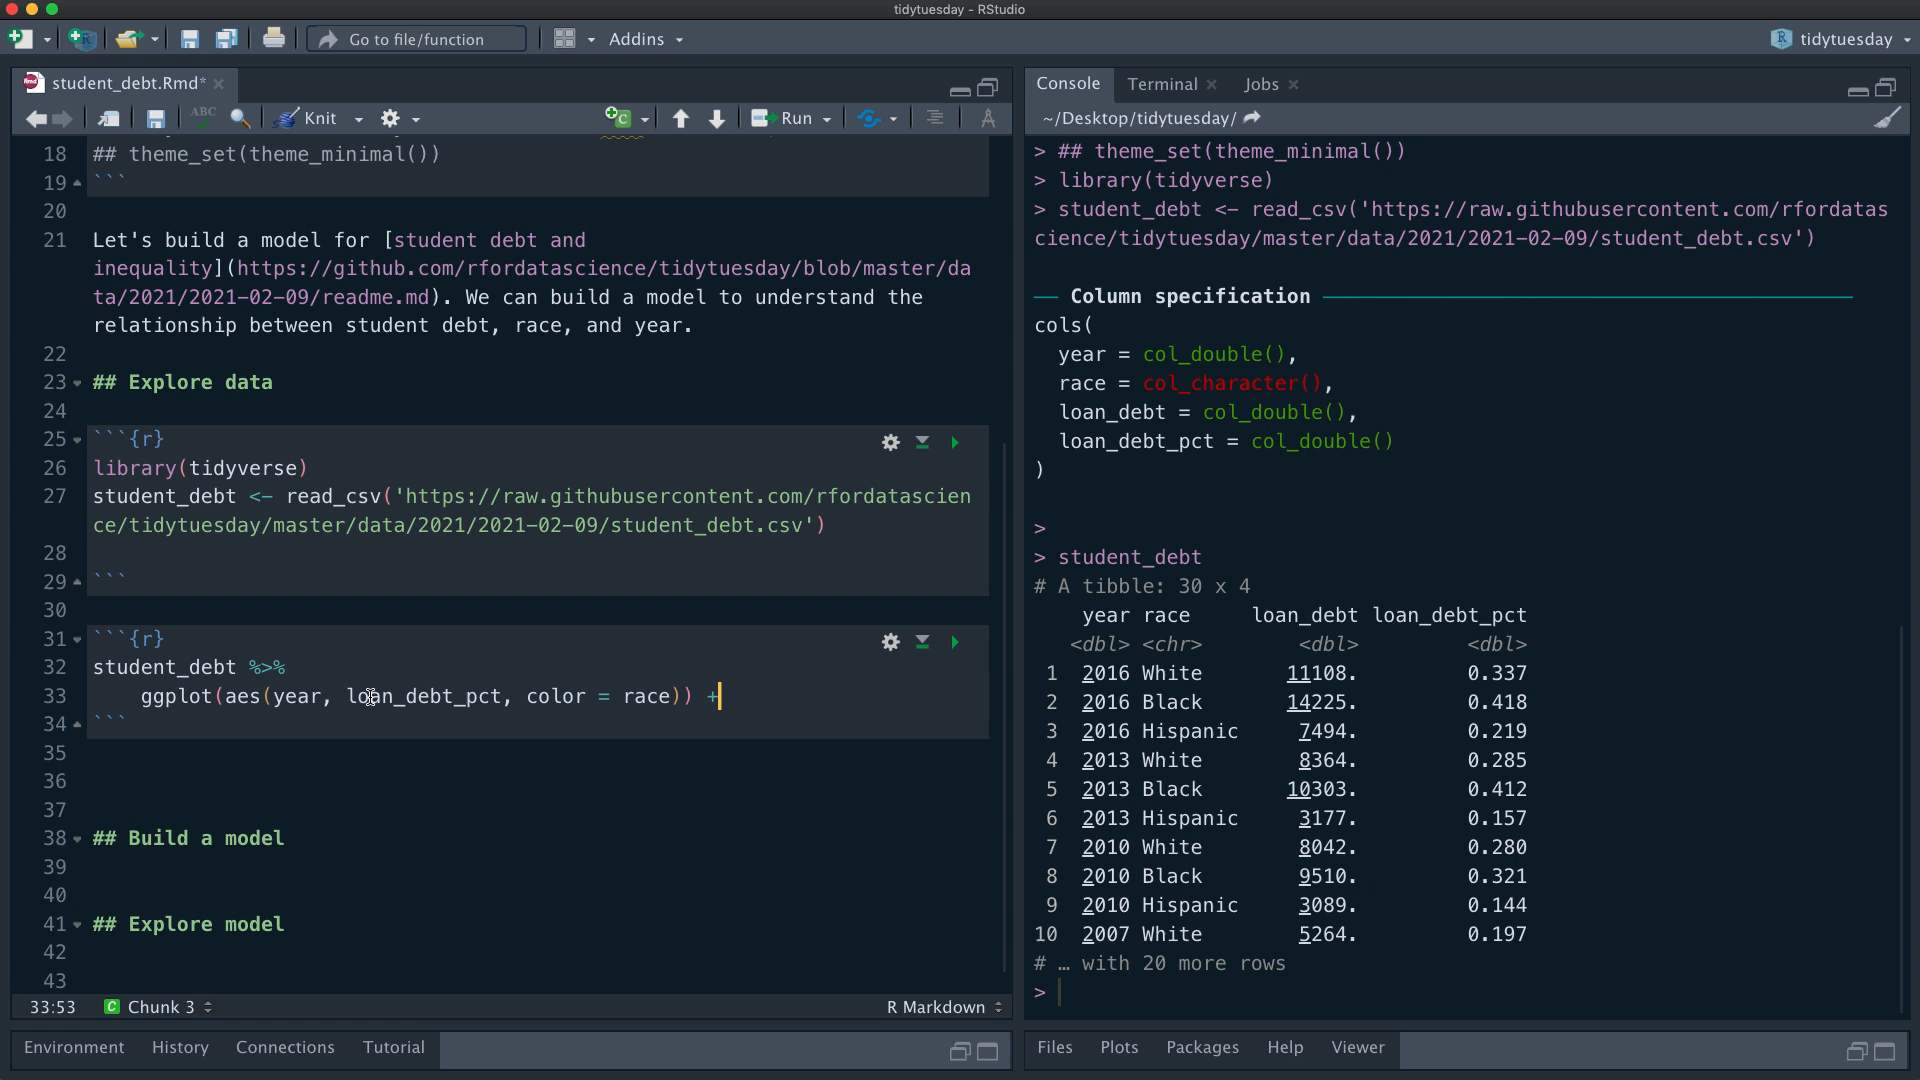 tidytuesday - RStudio
Go to file/function
Addins
tidytuesday
student_debt.Rmd*
ABC
Knit
Run
18 ## theme_set(theme_minimal())
19 ```
20
21 Let's build a model for [student debt and
inequality](https://github.com/rfordatascience/tidytuesday/blob/master/da
ta/2021/2021-02-09/readme.md). We can build a model to understand the
relationship between student debt, race, and year.
22
23 ## Explore data
24
25 ```{r}
26 library(tidyverse)
27 student_debt <- read_csv('https://raw.githubusercontent.com/rfordatascien
ce/tidytuesday/master/data/2021/2021-02-09/student_debt.csv')
28
29 ```
30
31 ```{r}
32 student_debt %>%
33 ggplot(aes(year, loan_debt_pct, color = race)) +
34 ```
35
36
37
38 ## Build a model
39
40
41 ## Explore model
42
43
33:53
C Chunk 3
R Markdown
Environment History Connections Tutorial
Console Terminal Jobs
~/Desktop/tidytuesday/
> ## theme_set(theme_minimal())
> library(tidyverse)
> student_debt <- read_csv('https://raw.githubusercontent.com/rfordatas
cience/tidytuesday/master/data/2021/2021-02-09/student_debt.csv')
── Column specification ──
cols(
year = col_double(),
race = col_character(),
loan_debt = col_double(),
loan_debt_pct = col_double()
)
>
> student_debt
# A tibble: 30 x 4
year race loan_debt loan_debt_pct
<dbl> <chr> <dbl> <dbl>
1 2016 White 11108. 0.337
2 2016 Black 14225. 0.418
3 2016 Hispanic 7494. 0.219
4 2013 White 8364. 0.285
5 2013 Black 10303. 0.412
6 2013 Hispanic 3177. 0.157
7 2010 White 8042. 0.280
8 2010 Black 9510. 0.321
9 2010 Hispanic 3089. 0.144
10 2007 White 5264. 0.197
# … with 20 more rows
>
Files Plots Packages Help Viewer